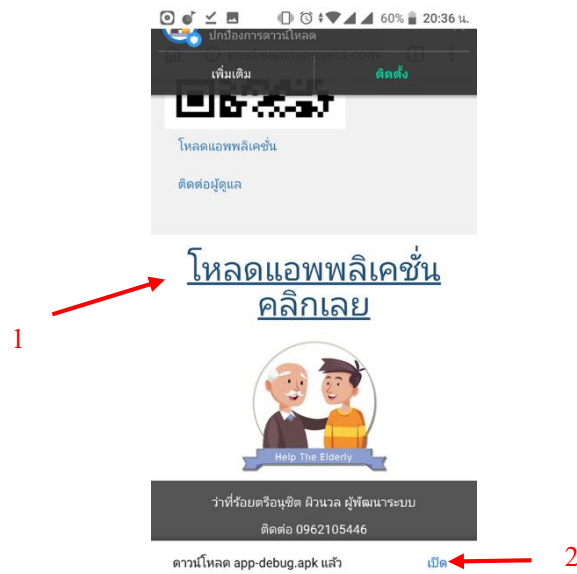 60% 20:36 น.
ปกป้องการดาวน์โหลด
เพิ่มเติม
ติดตั้ง
โหลดแอพพลิเคชั่น
ติดต่อผู้ดูแล
โหลดแอพพลิเคชั่น
คลิกเลย
1
Help The Elderly
ว่าที่ร้อยตรีอนุชิต ผิวนวล ผู้พัฒนาระบบ
ติดต่อ 0962105446
ดาวน์โหลด app-debug.apk แล้ว
เปิด
2